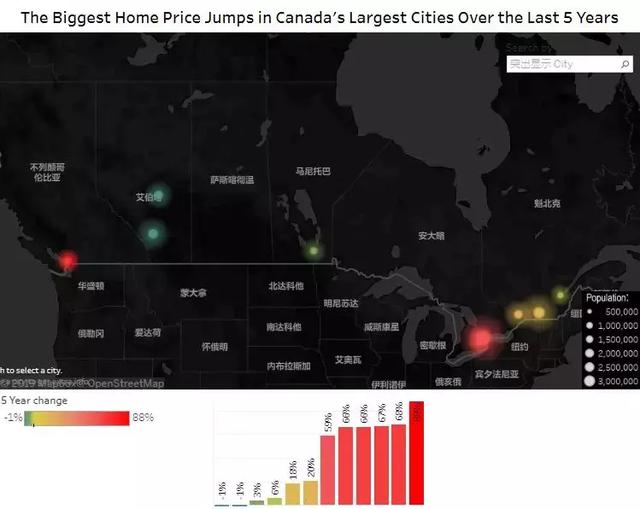 The Biggest Home Price Jumps in Canada's Largest Cities Over the Last 5 Years
Search by
突出显示 City
不列颠哥
伦比亚
艾伯塔
萨斯喀彻温
马尼托巴
安大略
魁北克
华盛顿
蒙大拿
北达科他
明尼苏达
俄勒冈
爱达荷
南达科他
威斯康星
密歇根
纽约
怀俄明
内布拉斯加
艾奥瓦
伊利诺伊
俄亥俄
宾夕法尼亚
Population:
500,000
1,000,000
1,500,000
2,000,000
2,500,000
3,000,000
h to select a city.
© 2019 Mapbox © OpenStreetMap
5 Year change
-1%
88%
-1%
-1%
3%
6%
18%
20%
59%
66%
66%
67%
68%